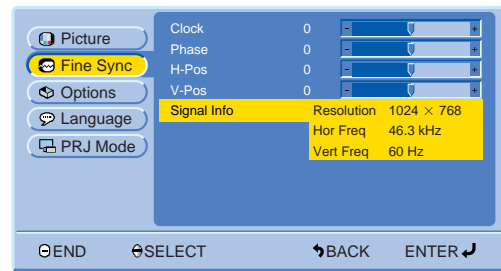 Picture
Fine Sync
Options
Language
PRJ Mode
Clock 0 - +
Phase 0 - +
H-Pos 0 - +
V-Pos 0 - +
Signal Info Resolution 1024 × 768
Hor Freq 46.3 kHz
Vert Freq 60 Hz
END SELECT BACK ENTER